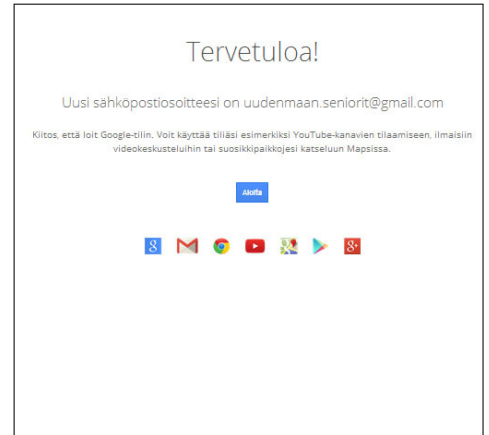 Tervetuloa!
Uusi sähköpostiosoitteesi on uudenmaan.seniorit@gmail.com
Kiitos, että loit Google-tilin. Voit käyttää tiliäsi esimerkiksi YouTube-kanavien tilaamiseen, ilmaisiin
videokeskusteluihin tai suosikkipaikkojesi katseluun Mapsissa.
Aloita